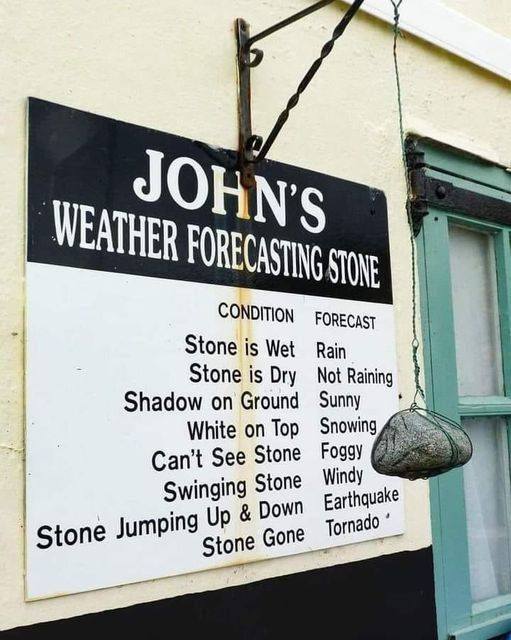 JOHN'S
WEATHER FORECASTING STONE
CONDITION FORECAST
Stone is Wet Rain
Stone is Dry Not Raining
Shadow on Ground Sunny
White on Top Snowing
Can't See Stone Foggy
Swinging Stone Windy
Stone Jumping Up & Down Earthquake
Stone Gone Tornado